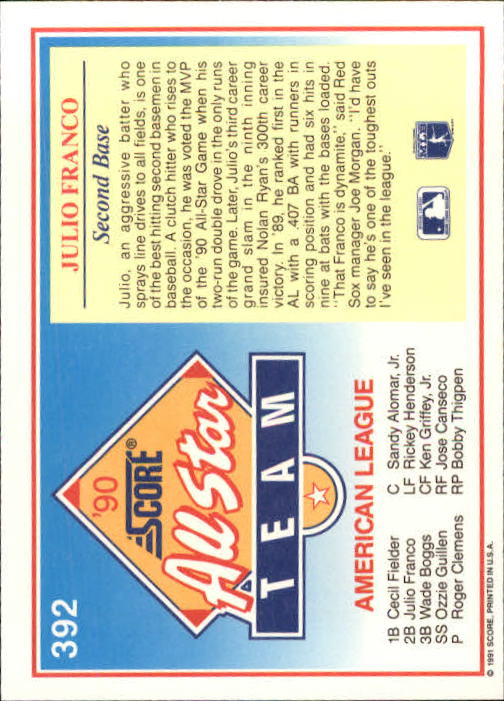 392
'90
SCORE®
All Star
TEAM
AMERICAN LEAGUE
1B Cecil Fielder
2B Julio Franco
3B Wade Boggs
SS Ozzie Guillen
P Roger Clemens
C Sandy Alomar, Jr.
LF Rickey Henderson
CF Ken Griffey, Jr.
RF Jose Canseco
RP Bobby Thigpen
© 1991 SCORE, PRINTED IN U.S.A.
JULIO FRANCO
Second Base
Julio, an aggressive batter who
sprays line drives to all fields, is one
of the best hitting second basemen in
baseball. A clutch hitter who rises to
the occasion, he was voted the MVP
of the '90 All-Star Game when his
two-run double drove in the only runs
of the game. Later, Julio's third career
grand slam in the ninth inning
insured Nolan Ryan's 300th career
victory. In '89, he ranked first in the
AL with a .407 BA with runners in
scoring position and had six hits in
nine at bats with the bases loaded.
"That Franco is dynamite," said Red
Sox manager Joe Morgan. "I'd have
to say he's one of the toughest outs
I've seen in the league."